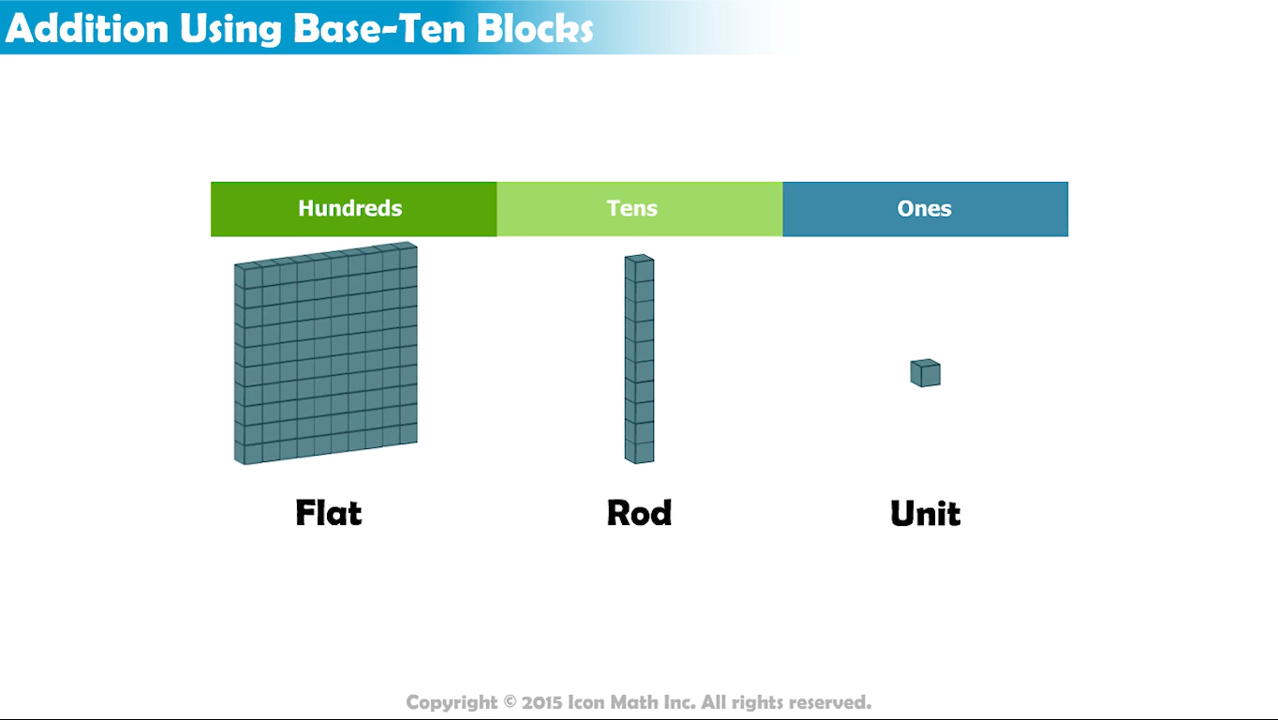 Addition Using Base-Ten Blocks
Hundreds Tens Ones
Flat Rod Unit
Copyright © 2015 Icon Math Inc. All rights reserved.